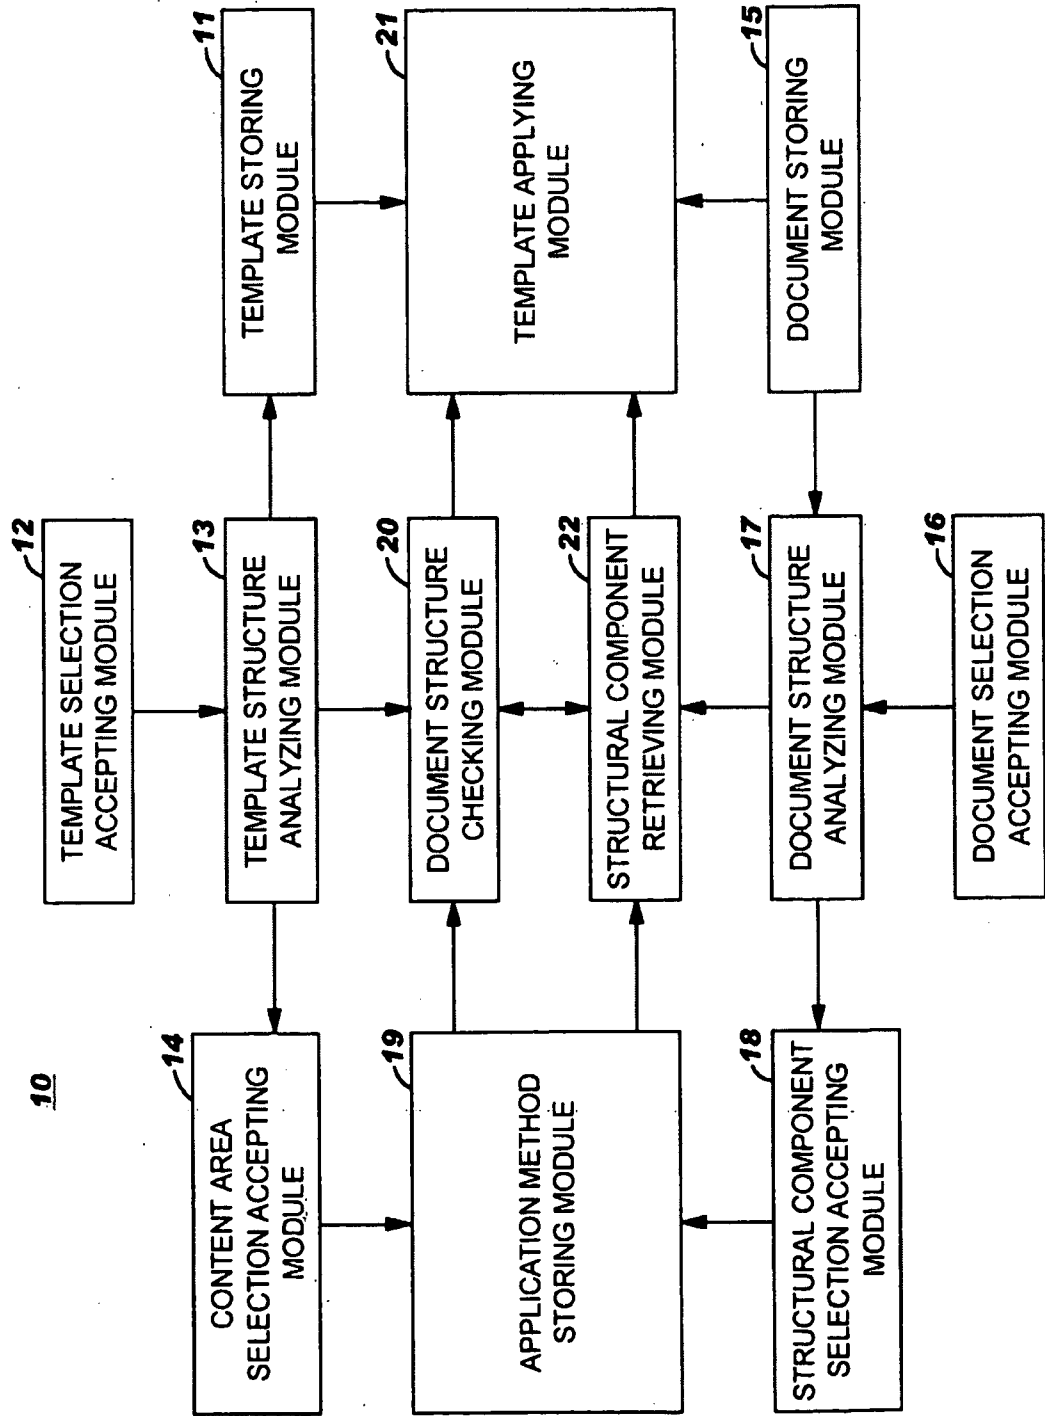 10
12
TEMPLATE SELECTION
ACCEPTING MODULE
14
CONTENT AREA
SELECTION ACCEPTING
MODULE
13
TEMPLATE STRUCTURE
ANALYZING MODULE
11
TEMPLATE STORING
MODULE
19
APPLICATION METHOD
STORING MODULE
20
DOCUMENT STRUCTURE
CHECKING MODULE
22
STRUCTURAL COMPONENT
RETRIEVING MODULE
21
TEMPLATE APPLYING
MODULE
18
STRUCTURAL COMPONENT
SELECTION ACCEPTING
MODULE
17
DOCUMENT STRUCTURE
ANALYZING MODULE
15
DOCUMENT STORING
MODULE
16
DOCUMENT SELECTION
ACCEPTING MODULE